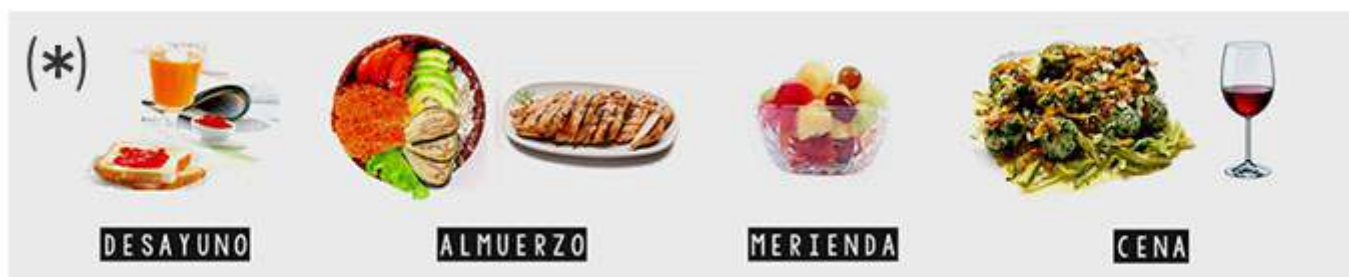 (*)
DESAYUNO
ALMUERZO
MERIENDA
CENA